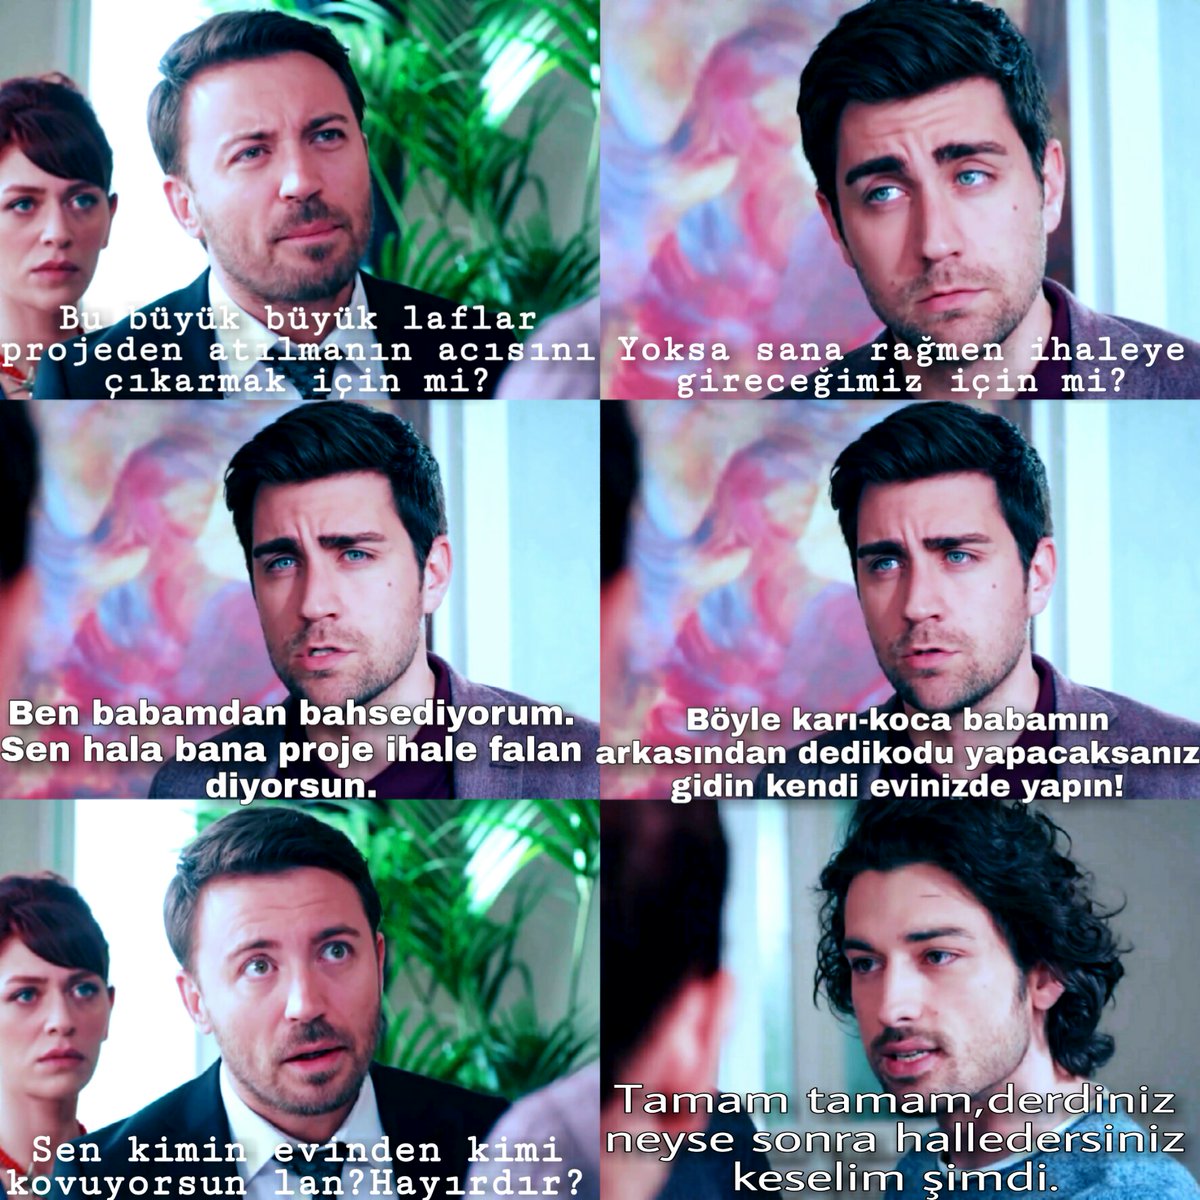 Bu büyük büyük laflar
projeden atılmanın acısını
çıkarmak için mi?
Yoksa sana rağmen ihaleye
gireceğimiz için mi?
Ben babamdan bahsediyorum.
Sen hala bana proje ihale falan
diyorsun.
Böyle karı-koca babamın
arkasından dedikodu yapacaksanız
gidin kendi evinizde yapın!
Sen kimin evinden kimi
kovuyorsun lan?Hayırdır?
Tamam tamam,derdiniz
neyse sonra halledersiniz
keselim şimdi.